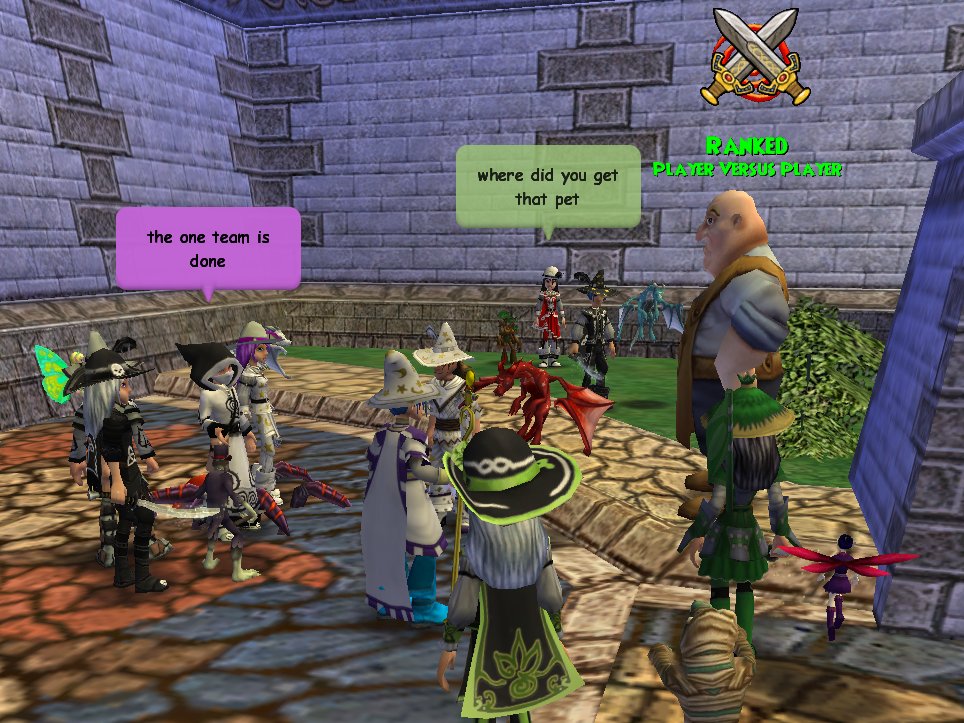 RANKED
PLAYER VERSUS PLAYER
where did you get
that pet
the one team is
done